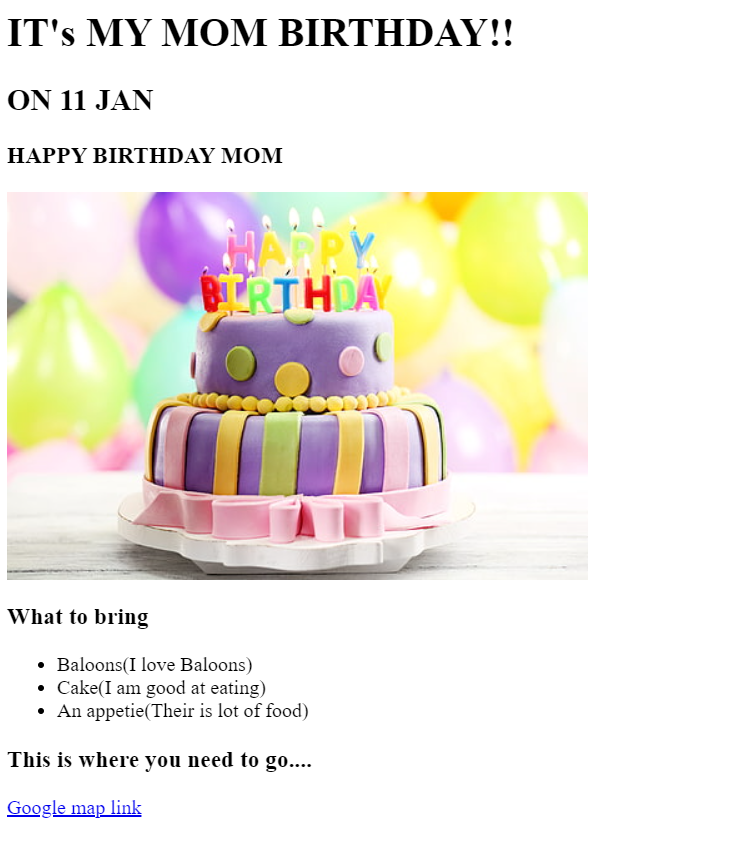 IT's MY MOM BIRTHDAY!!
ON 11 JAN
HAPPY BIRTHDAY MOM
HAPPY
BIRTHDAY
What to bring
Baloons(I love Baloons)
Cake(I am good at eating)
An appetie(Their is lot of food)
This is where you need to go....
Google map link